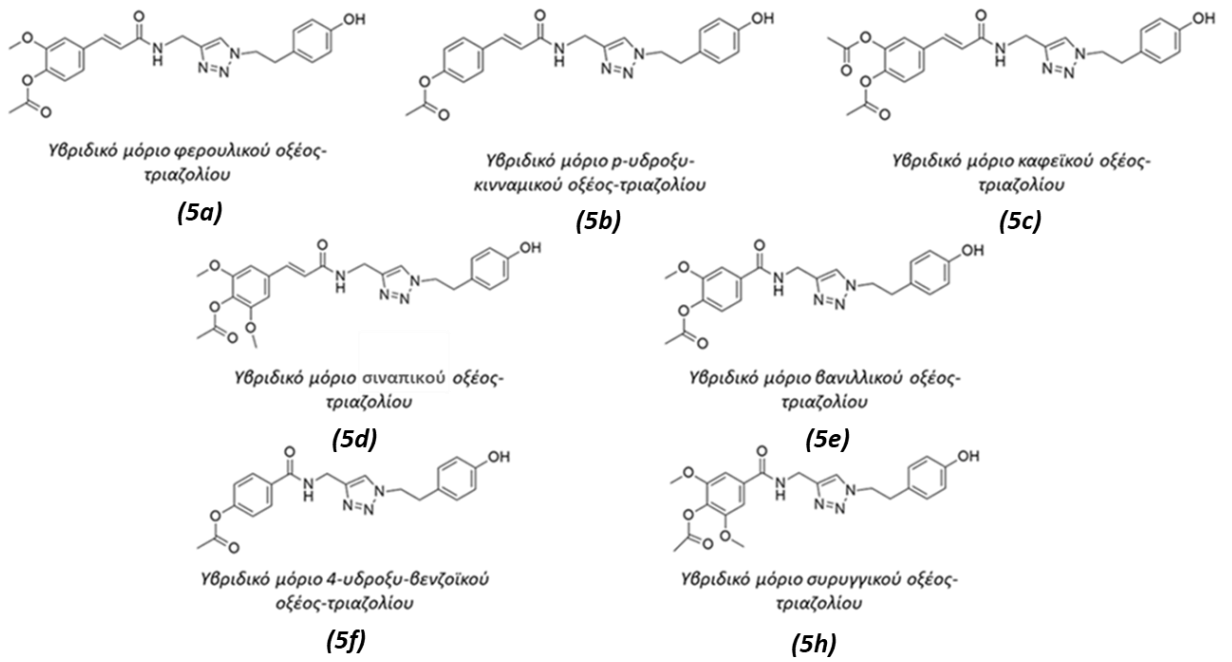 Υβριδικό μόριο φερουλικού οξέος-
τριαζολίου
(5a)
Υβριδικό μόριο p-υδροξυ-
κινναμικού οξέος-τριαζολίου
(5b)
Υβριδικό μόριο καφεϊκού οξέος-
τριαζολίου
(5c)
Υβριδικό μόριο σιναπικού οξέος-
τριαζολίου
(5d)
Υβριδικό μόριο βανιλλικού οξέος-
τριαζολίου
(5e)
Υβριδικό μόριο 4-υδροξυ-βενζοϊκού
οξέος-τριαζολίου
(5f)
Υβριδικό μόριο συρυγγικού οξέος-
τριαζολίου
(5h)